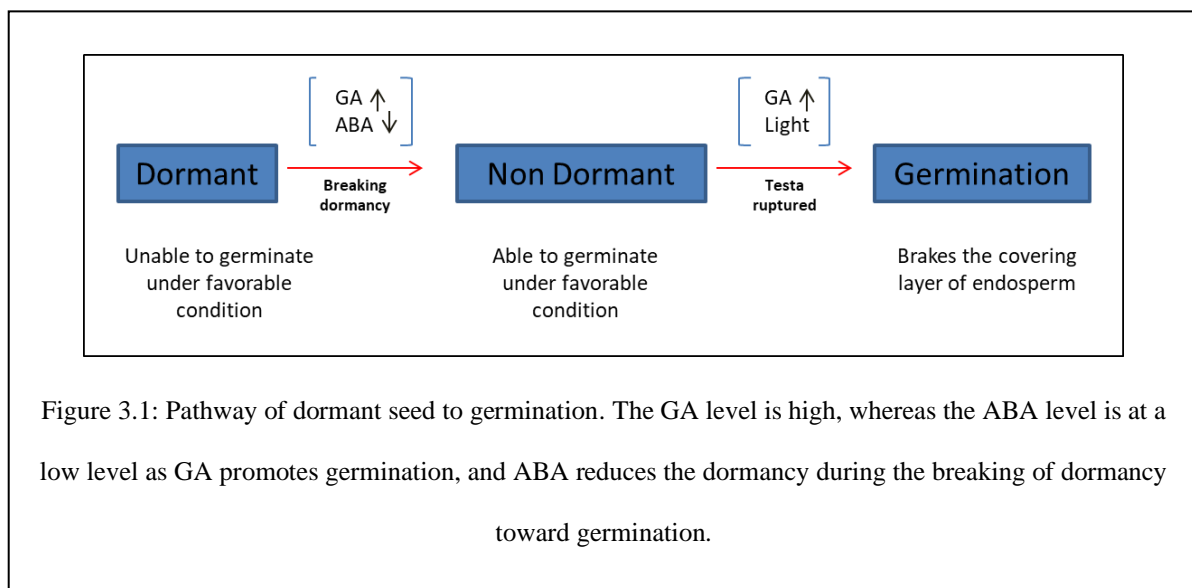 GA ↑
ABA ↓
GA ↑
Light
Dormant
Non Dormant
Germination
Breaking
dormancy
Testa
ruptured
Unable to germinate
under favorable
condition
Able to germinate
under favorable
condition
Brakes the covering
layer of endosperm
Figure 3.1: Pathway of dormant seed to germination. The GA level is high, whereas the ABA level is at a
low level as GA promotes germination, and ABA reduces the dormancy during the breaking of dormancy
toward germination.